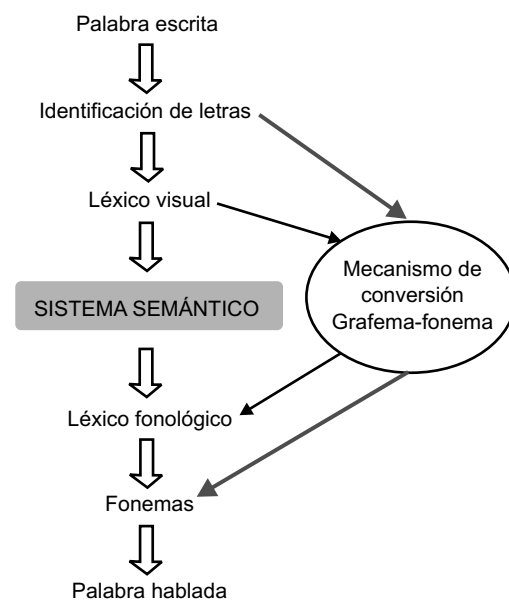 Palabra escrita
Identificación de letras
Léxico visual
Mecanismo de
conversión
Grafema-fonema
SISTEMA SEMÁNTICO
Léxico fonológico
Fonemas
Palabra hablada